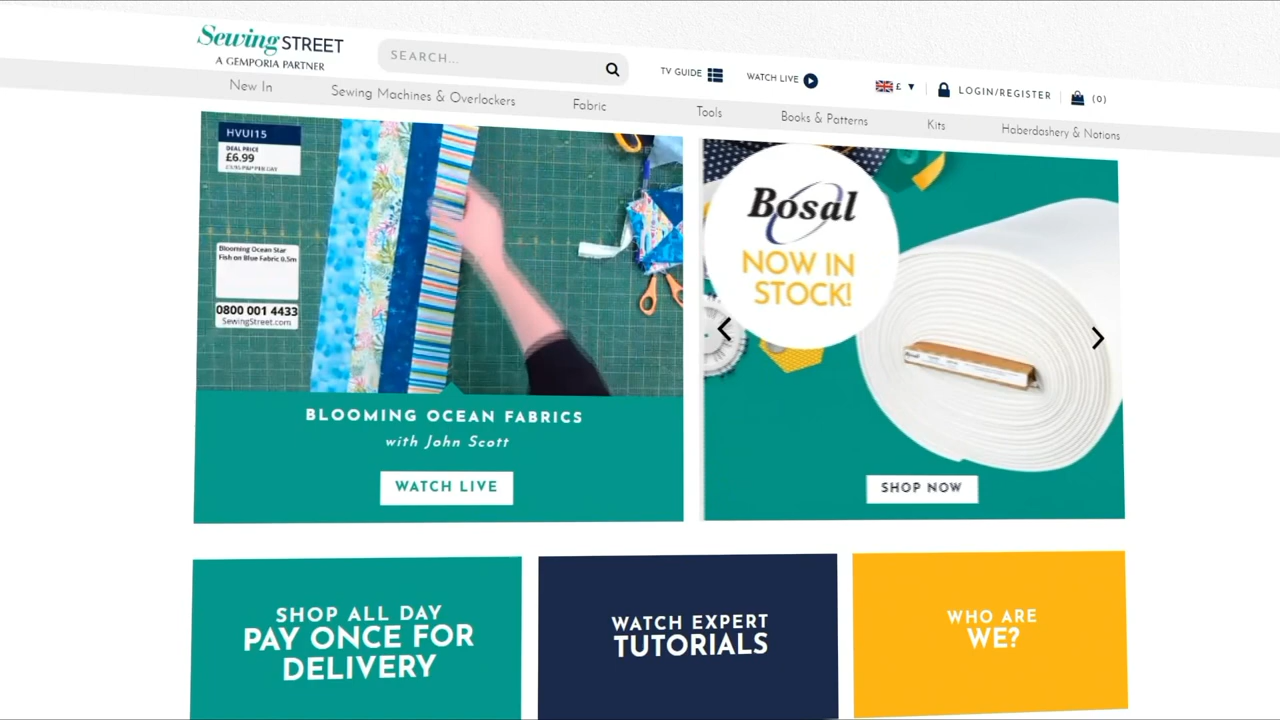 Sewing STREET
A GEMPORIA PARTNER
SEARCH...
TV GUIDE
WATCH LIVE
£
LOGIN/REGISTER
(0)
New In
Sewing Machines & Overlockers
Fabric
Tools
Books & Patterns
Kits
Haberdashery & Notions
HVUI15
DEAL PRICE
£6.99
Blooming Ocean Star
Fish on Blue Fabric 0.5m
0800 001 4433
SewingStreet.com
BLOOMING OCEAN FABRICS
with John Scott
WATCH LIVE
Bosal
NOW IN
STOCK!
SHOP NOW
SHOP ALL DAY
PAY ONCE FOR
DELIVERY
WATCH EXPERT
TUTORIALS
WHO ARE
WE?